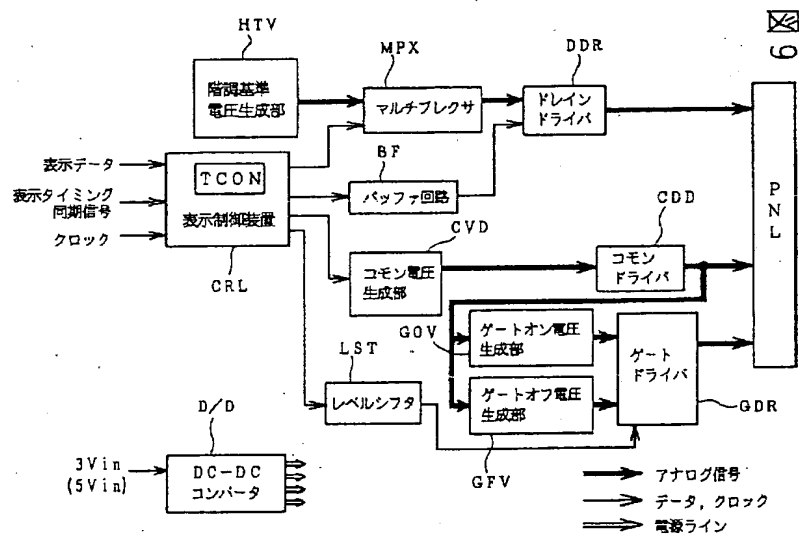 図 9
HTV
MPX
DDR
階調基準
電圧生成部
マルチプレクサ
ドレイン
ドライバ
表示データ
表示タイミング
同期信号
クロック
TCON
表示制御装置
CRL
BF
バッファ回路
CVD
コモン電圧
生成部
CDD
コモン
ドライバ
PNL
GOV
ゲートオン電圧
生成部
ゲートオフ電圧
生成部
GFV
ゲート
ドライバ
GDR
LST
レベルシフタ
D/D
3Vin
(5Vin)
DC-DC
コンバータ
アナログ信号
データ,クロック
電源ライン